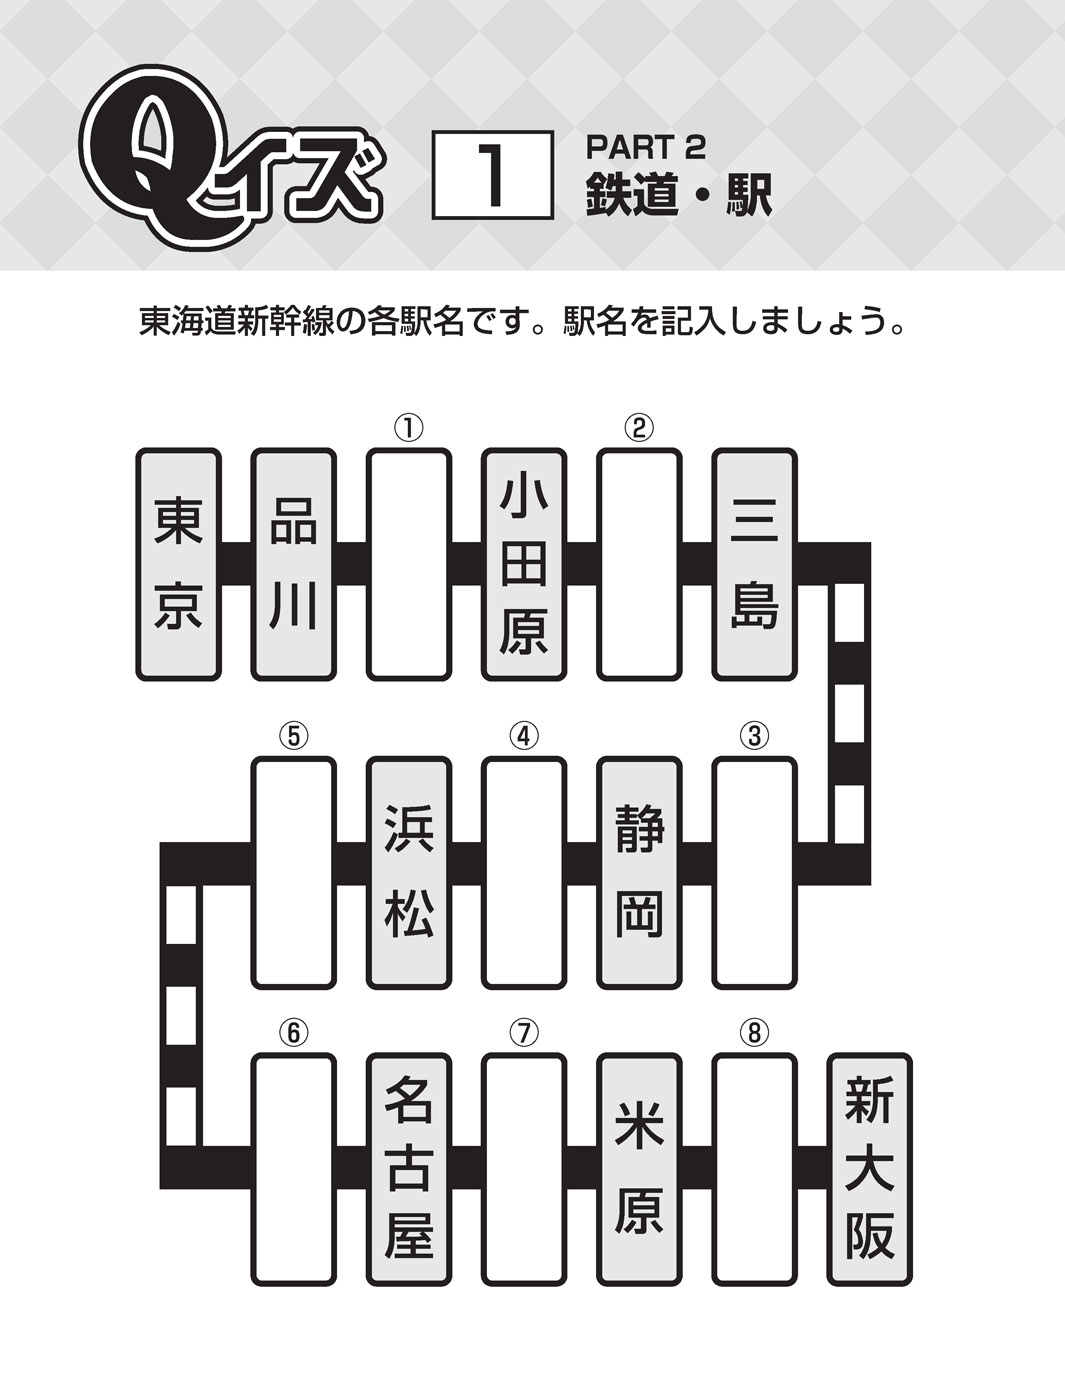 Qイズ
1
PART 2
鉄道・駅
東海道新幹線の各駅名です。駅名を記入しましょう。
① ②
東京 品川 小田原 三島
⑤ ④ ③
浜松 静岡
⑥ ⑦ ⑧
名古屋 米原 新大阪